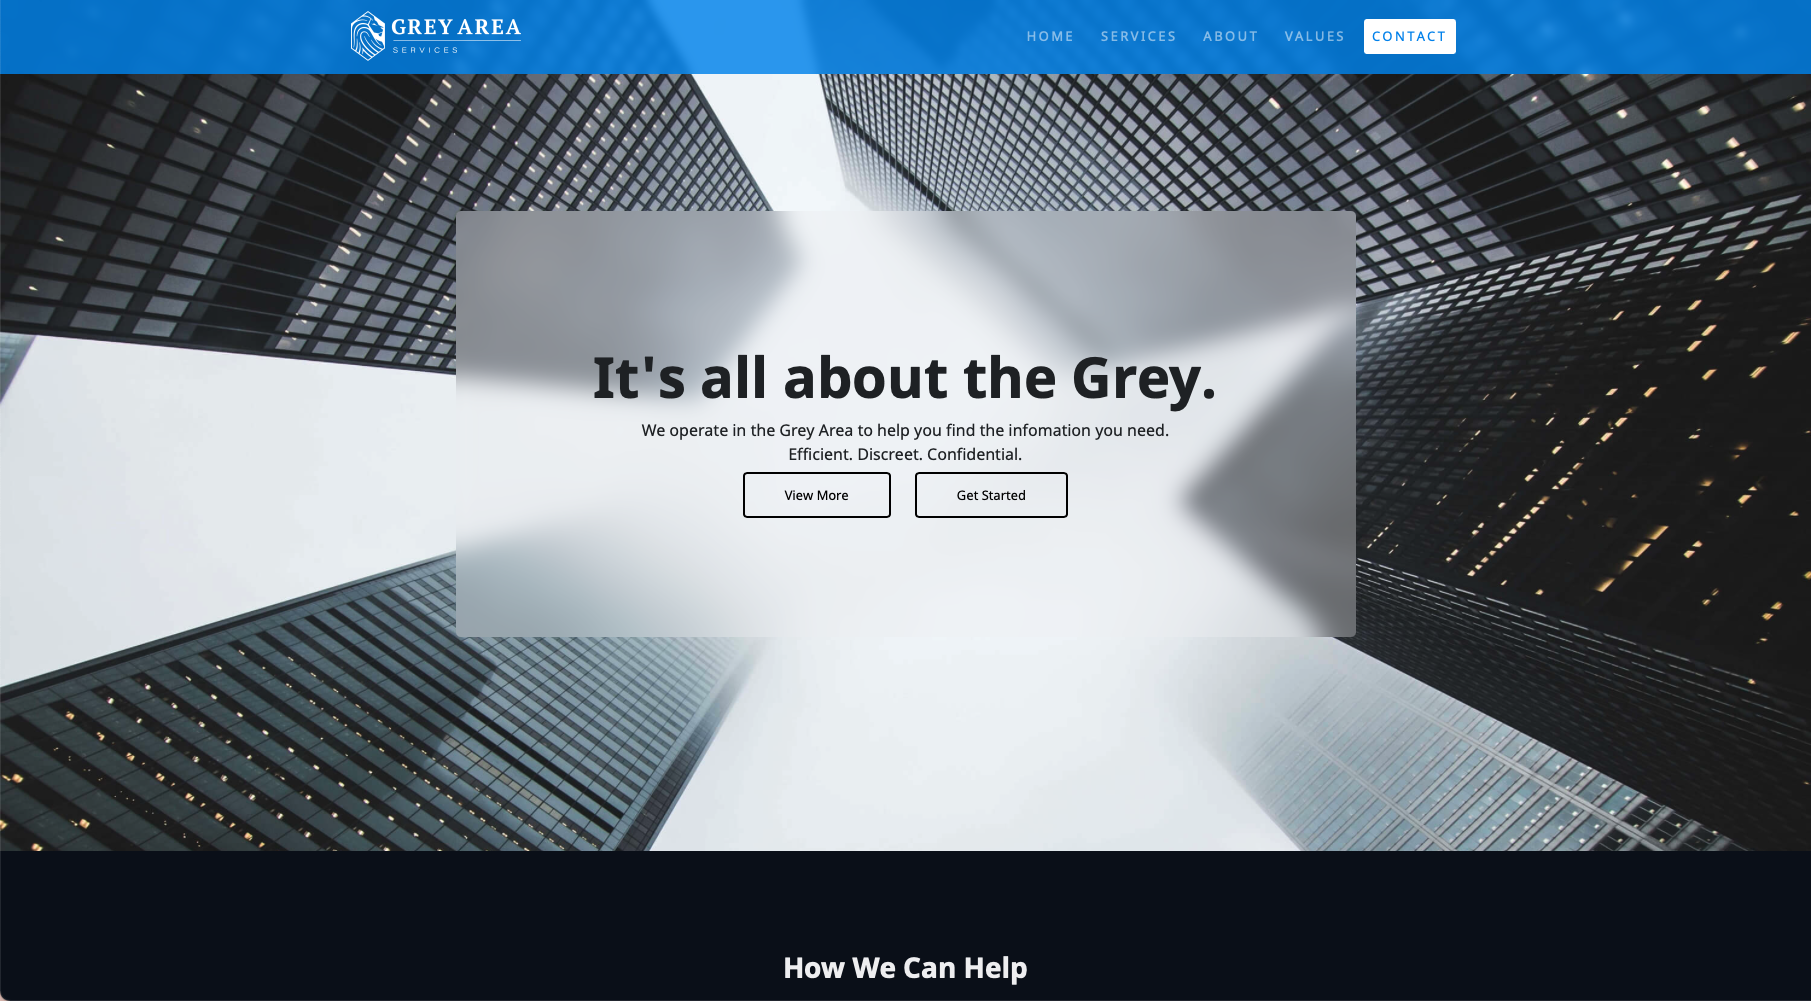 GREY AREA
SERVICES
HOME SERVICES ABOUT VALUES CONTACT
It's all about the Grey.
We operate in the Grey Area to help you find the infomation you need.
Efficient. Discreet. Confidential.
View More Get Started
How We Can Help